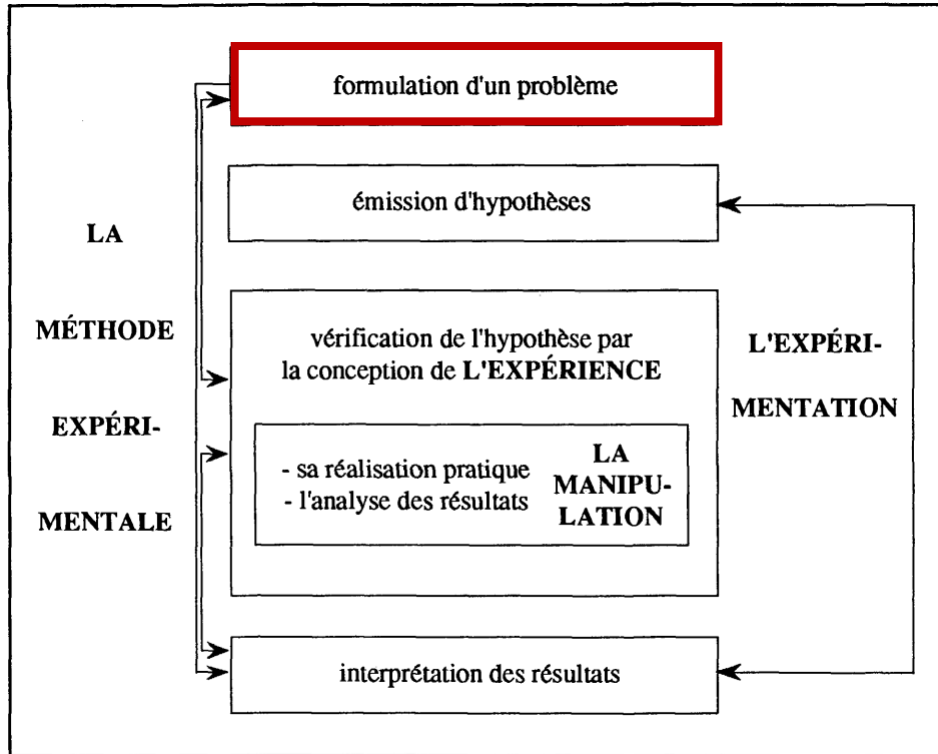 formulation d'un problème
émission d'hypothèses
LA
MÉTHODE
EXPÉRI-
MENTALE
vérification de l'hypothèse par
la conception de L'EXPÉRIENCE
- sa réalisation pratique
- l'analyse des résultats
LA
MANIPU-
LATION
L'EXPÉRI-
MENTATION
interprétation des résultats